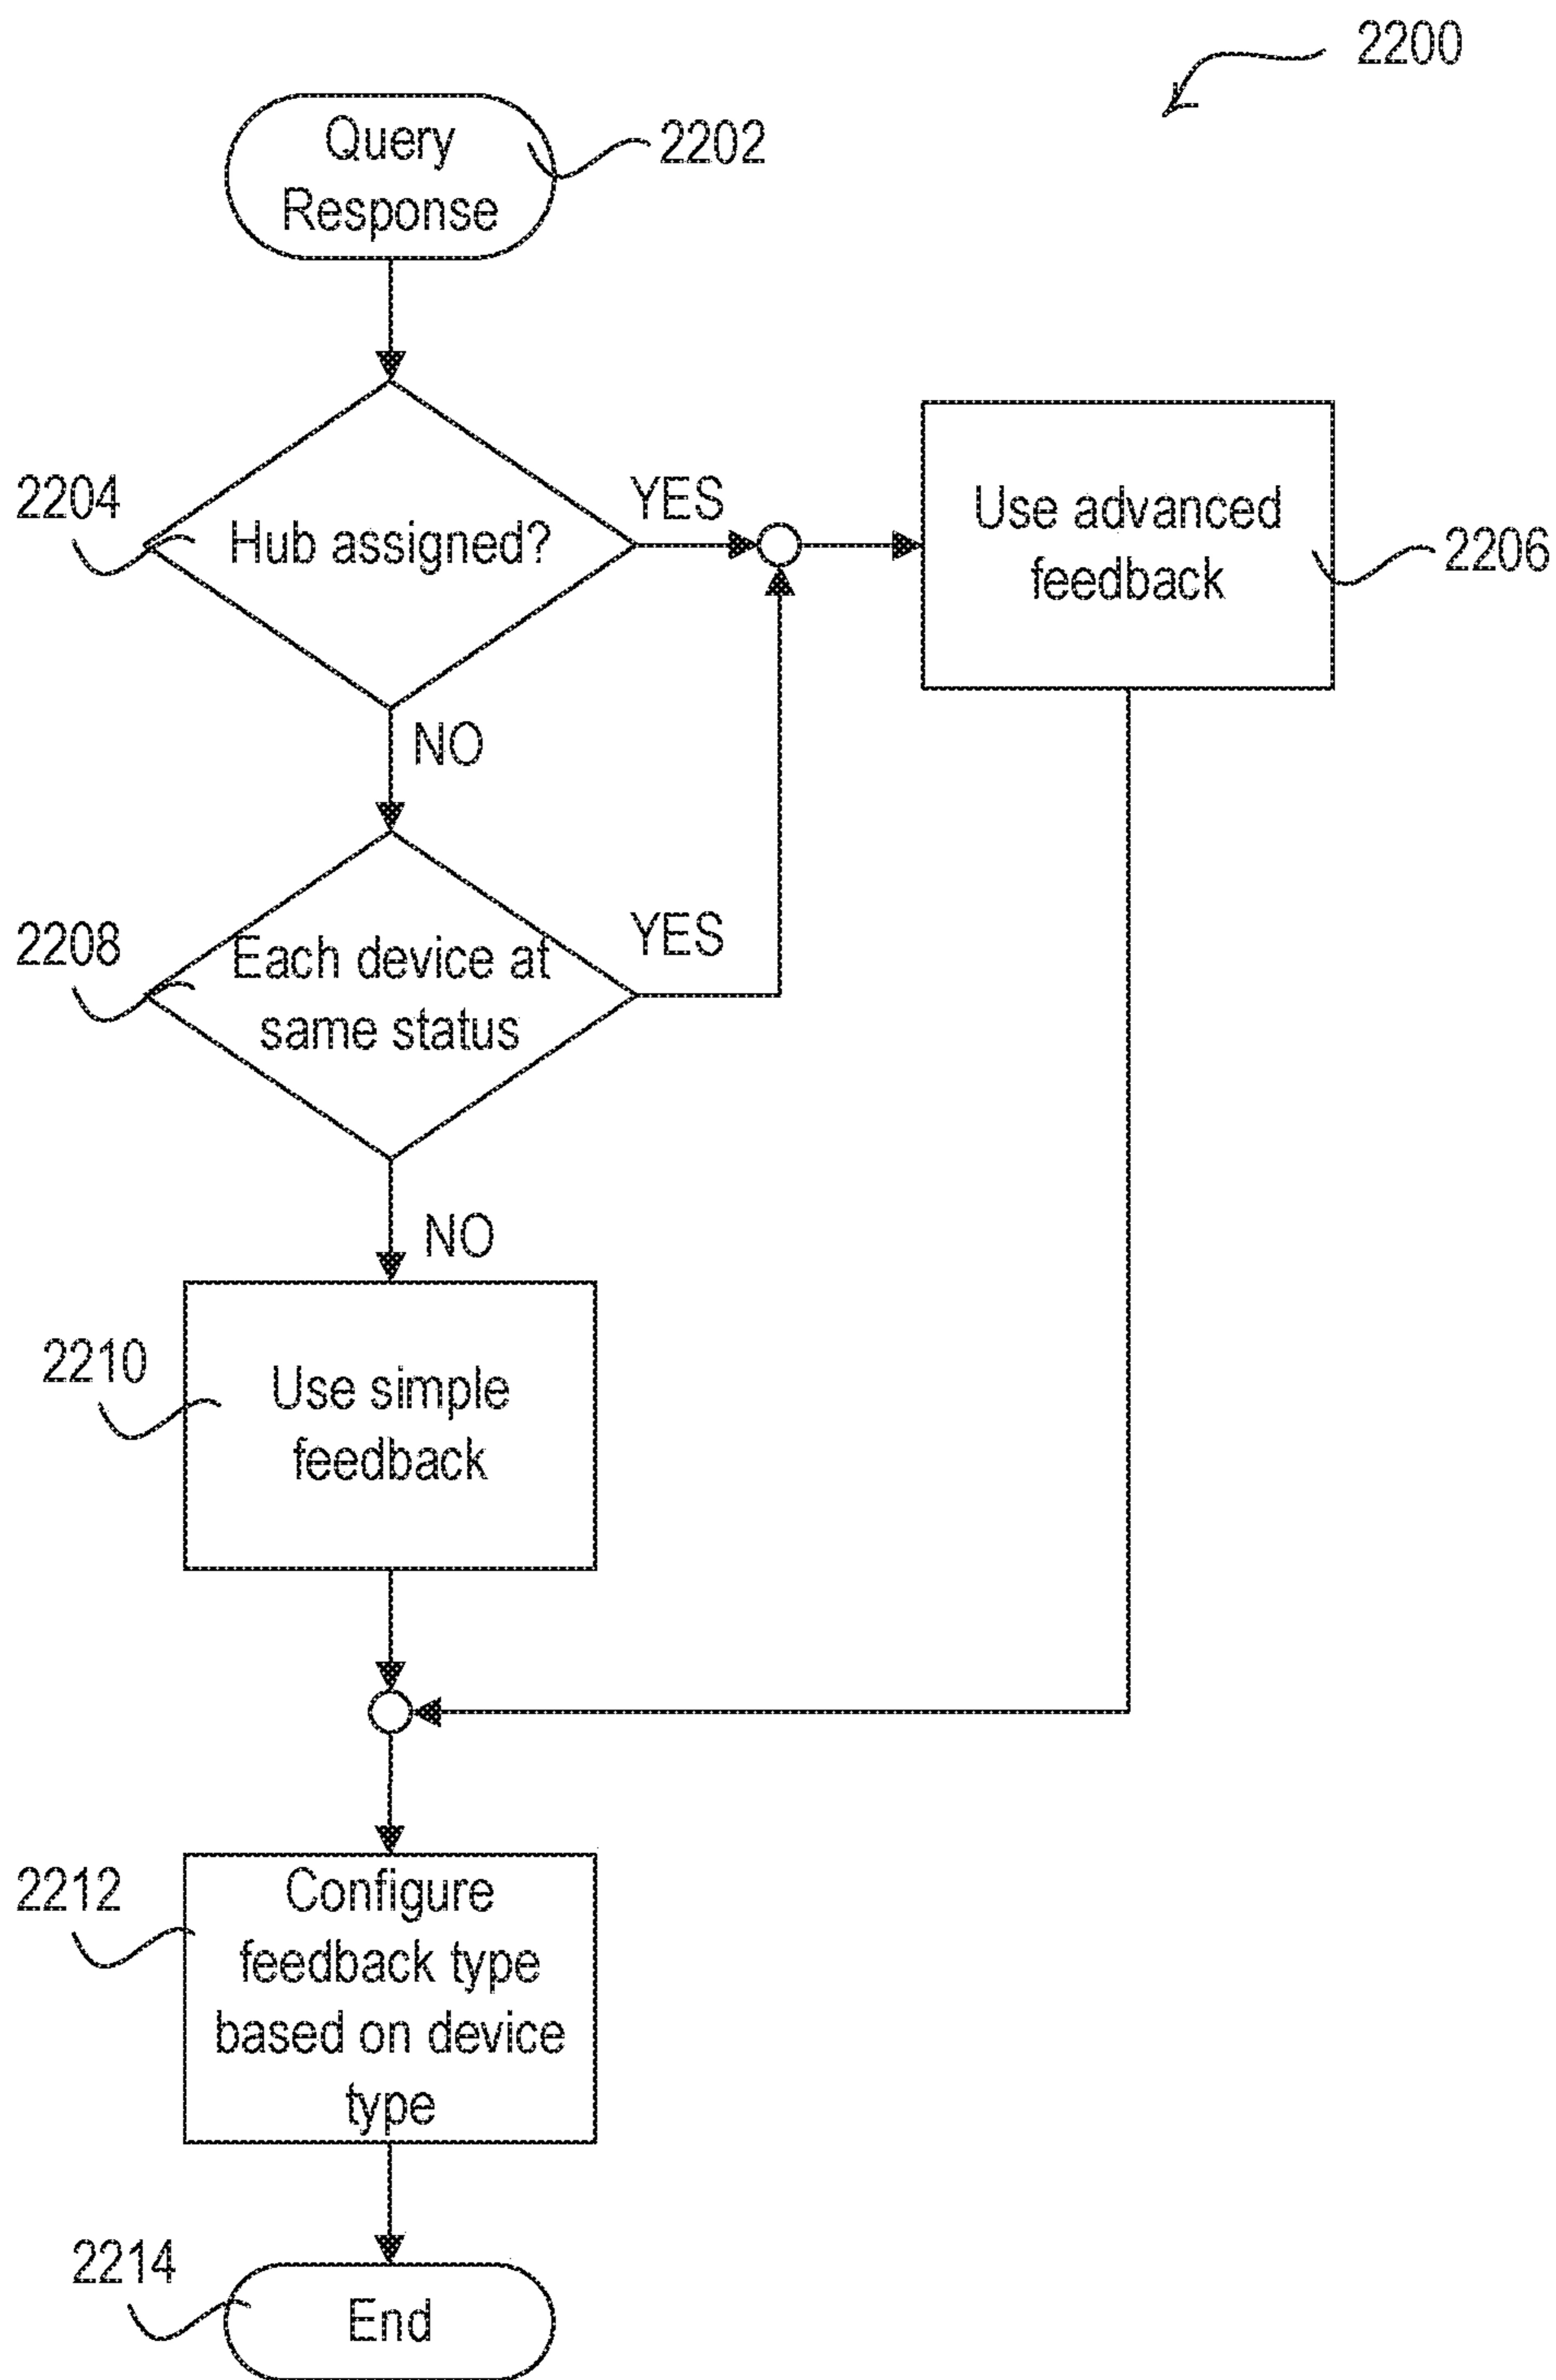 2200
Query
Response
2202
2204
Hub assigned?
YES
Use advanced
feedback
2206
NO
2208
Each device at
same status
YES
NO
2210
Use simple
feedback
2212
Configure
feedback type
based on device
type
2214
End